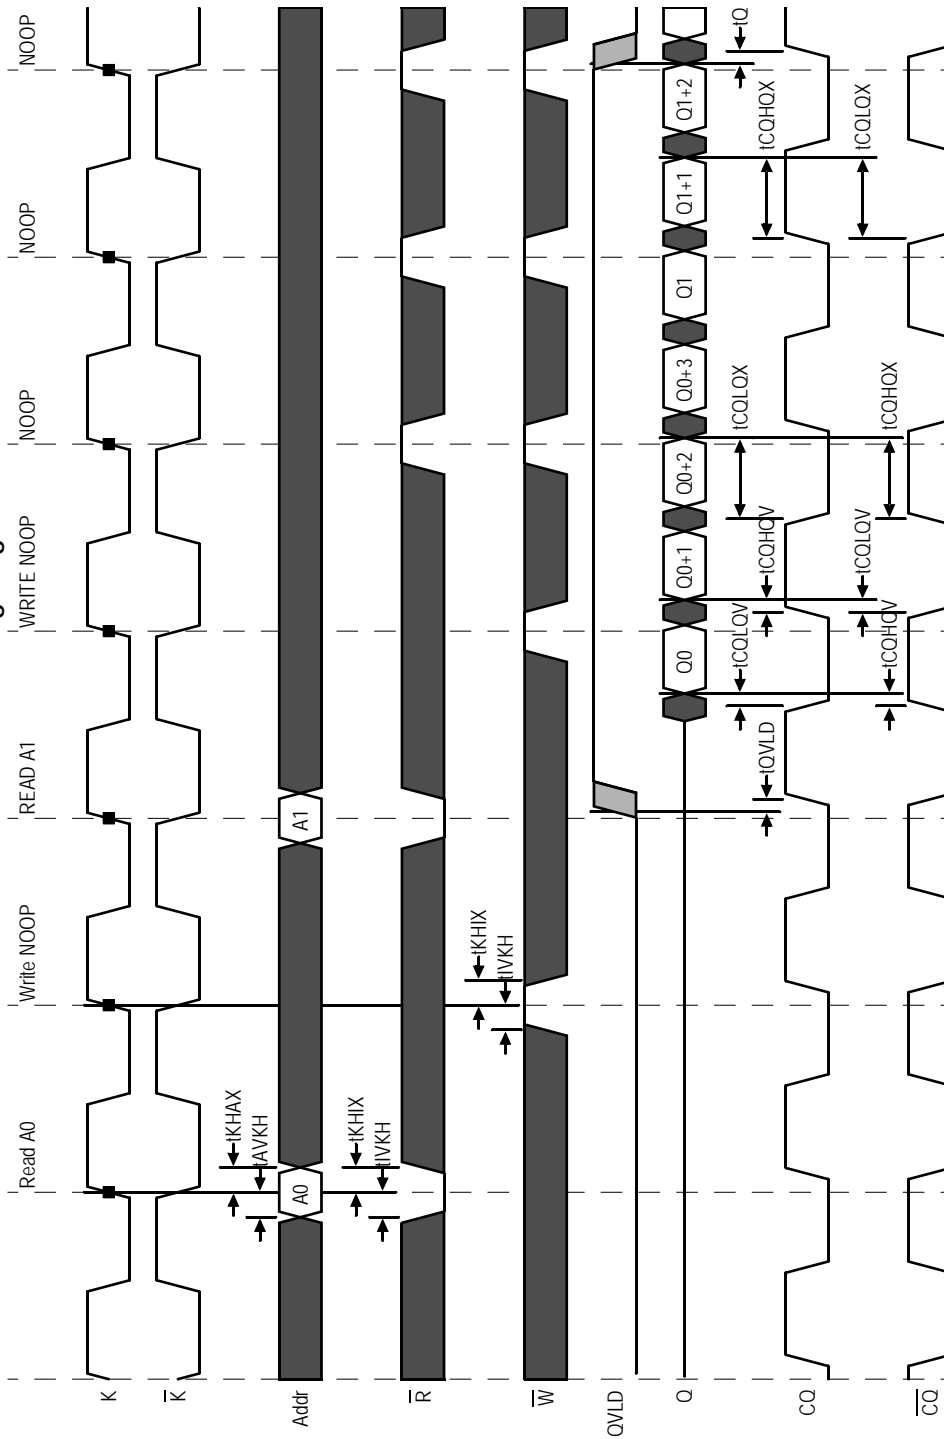 Read A0
Write NOOP
READ A1
WRITE NOOP
NOOP
NOOP
NOOP
K
K
tKHAX
tAVKH
Addr
A0
A1
tKHIX
tIVKH
R
tKHIX
tIVKH
W
QVLD
Q
Q0
Q0+1
Q0+2
Q0+3
Q1
Q1+1
Q1+2
tQVLD
tCQLQV
tCQHQV
tCQLQX
tCQHQX
tQ
CQ
tCQHQV
tCQLQV
tCQHQX
tCQLQX
CQ